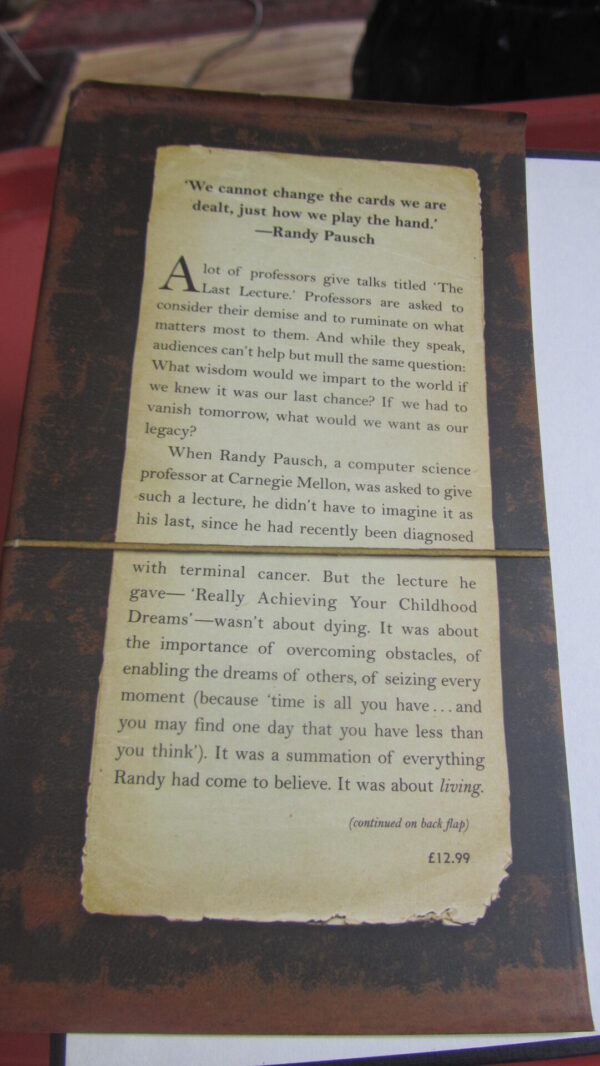 ‘We cannot change the cards we are
dealt, just how we play the hand.’
—Randy Pausch
A lot of professors give talks titled ‘The
Last Lecture.’ Professors are asked to
consider their demise and to ruminate on what
matters most to them. And while they speak,
audiences can’t help but mull the same question:
What wisdom would we impart to the world if
we knew it was our last chance? If we had to
vanish tomorrow, what would we want as our
legacy?
When Randy Pausch, a computer science
professor at Carnegie Mellon, was asked to give
such a lecture, he didn’t have to imagine it as
his last, since he had recently been diagnosed
with terminal cancer. But the lecture he
gave— ‘Really Achieving Your Childhood
Dreams’—wasn’t about dying. It was about
the importance of overcoming obstacles, of
enabling the dreams of others, of seizing every
moment (because ‘time is all you have . . . and
you may find one day that you have less than
you think’). It was a summation of everything
Randy had come to believe. It was about living.
(continued on back flap)
£12.99